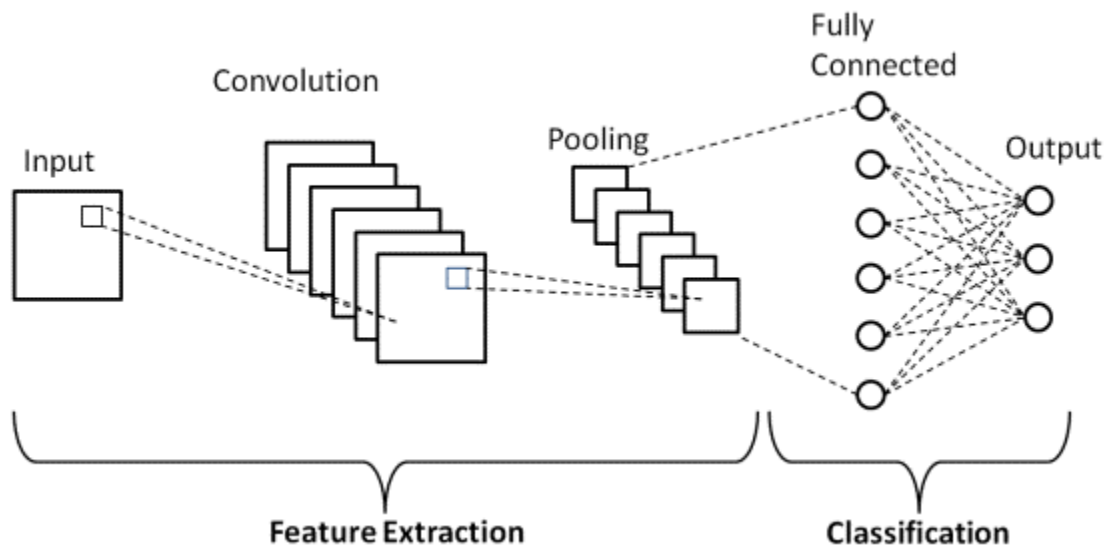 Input
Convolution
Pooling
Fully
Connected
Output
Feature Extraction
Classification